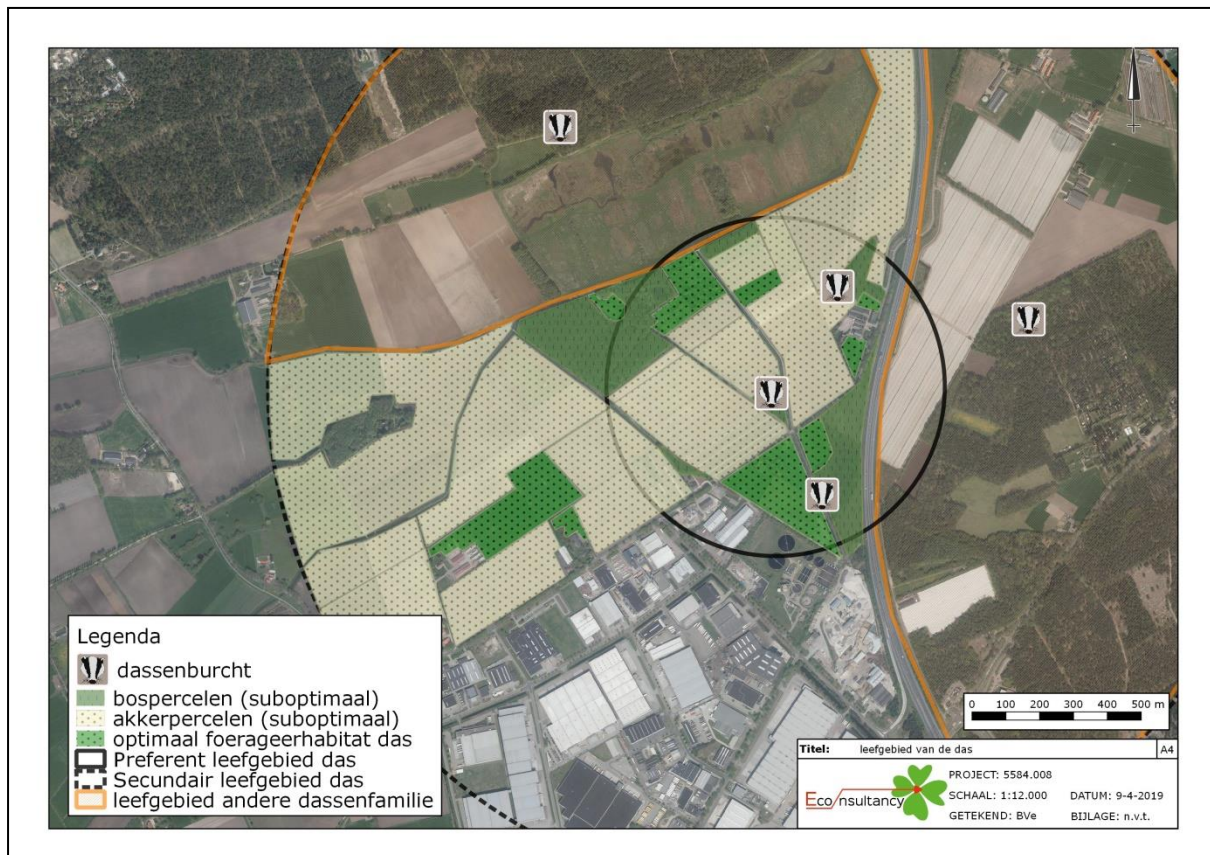 Legenda
dassenburcht
bospercelen (suboptimaal)
akkerpercelen (suboptimaal)
optimaal foerageerhabitat das
Preferent leefgebied das
Secundair leefgebied das
leefgebied andere dassenfamilie
0 100 200 300 400 500 m
Titel: leefgebied van de das A4
Econsultancy
PROJECT: 5584.008
SCHAAL: 1:12.000 DATUM: 9-4-2019
GETEKEND: BVe BIJLAGE: n.v.t.